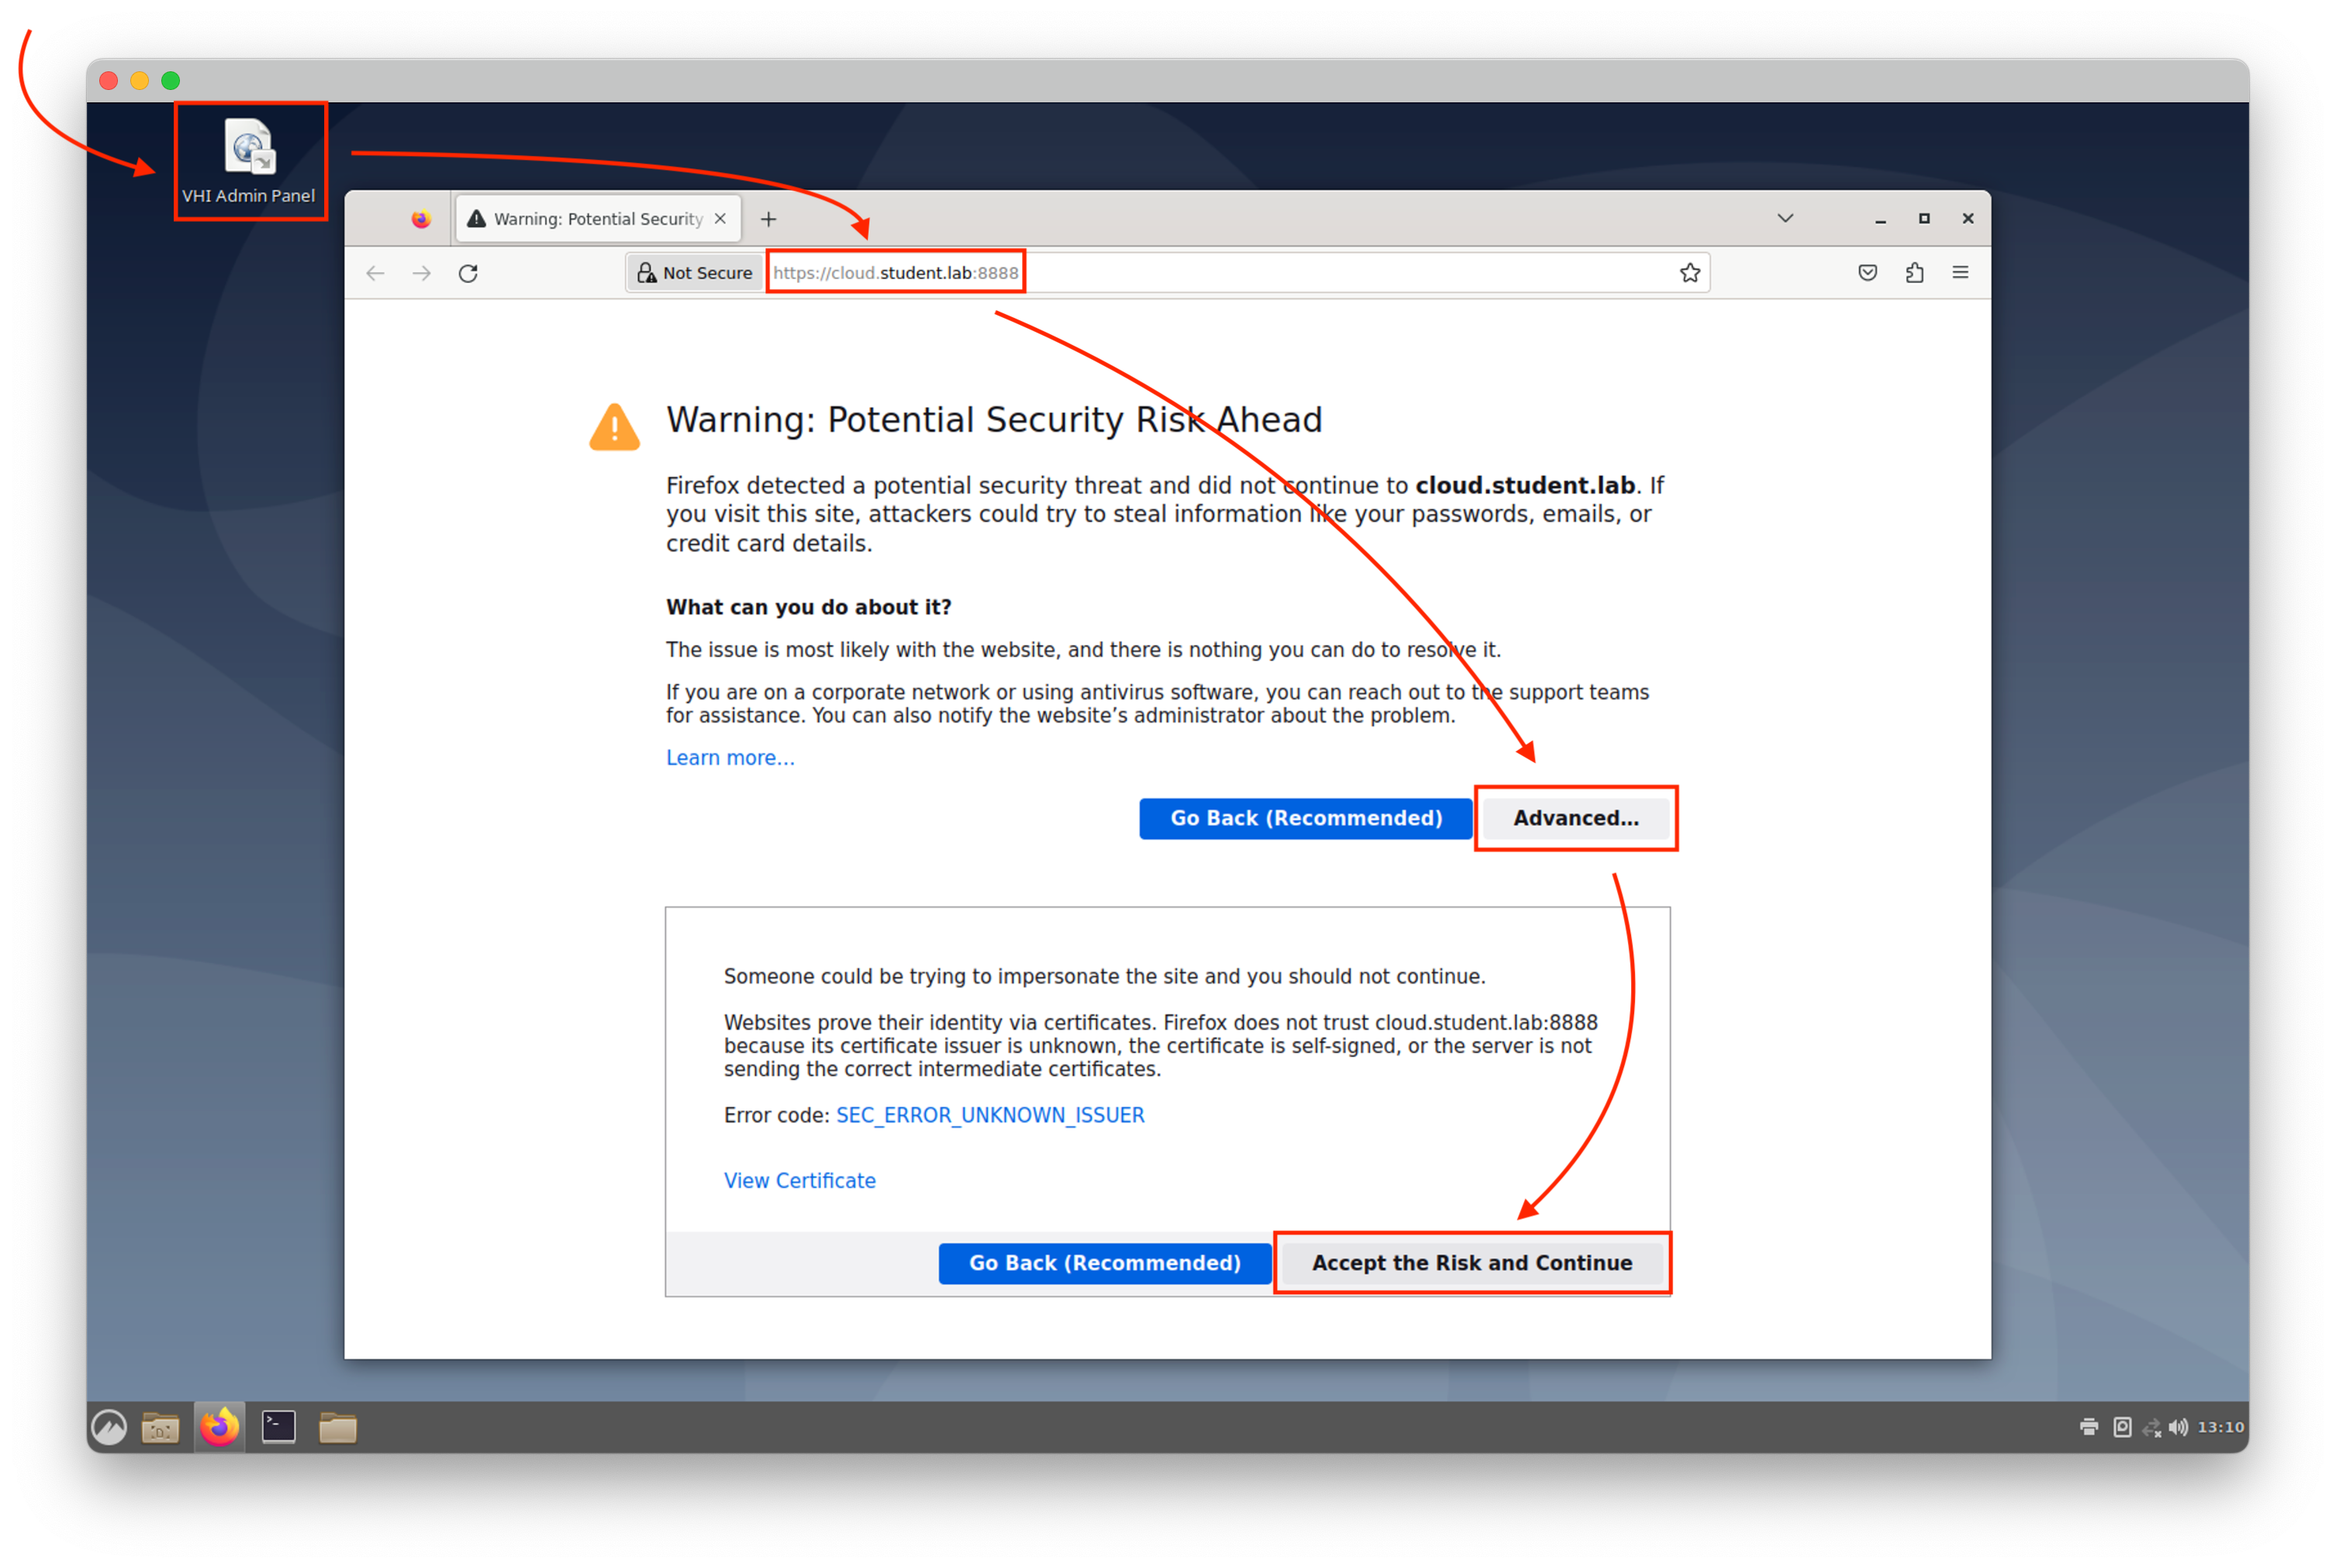 VHI Admin Panel
Warning: Potential Security
Not Secure
https://cloud.student.lab:8888
Warning: Potential Security Risk Ahead
Firefox detected a potential security threat and did not continue to cloud.student.lab. If
you visit this site, attackers could try to steal information like your passwords, emails, or
credit card details.
What can you do about it?
The issue is most likely with the website, and there is nothing you can do to resolve it.
If you are on a corporate network or using antivirus software, you can reach out to the support teams
for assistance. You can also notify the website’s administrator about the problem.
Learn more…
Go Back (Recommended)
Advanced…
Someone could be trying to impersonate the site and you should not continue.
Websites prove their identity via certificates. Firefox does not trust cloud.student.lab:8888
because its certificate issuer is unknown, the certificate is self-signed, or the server is not
sending the correct intermediate certificates.
Error code: SEC_ERROR_UNKNOWN_ISSUER
View Certificate
Go Back (Recommended)
Accept the Risk and Continue
13:10